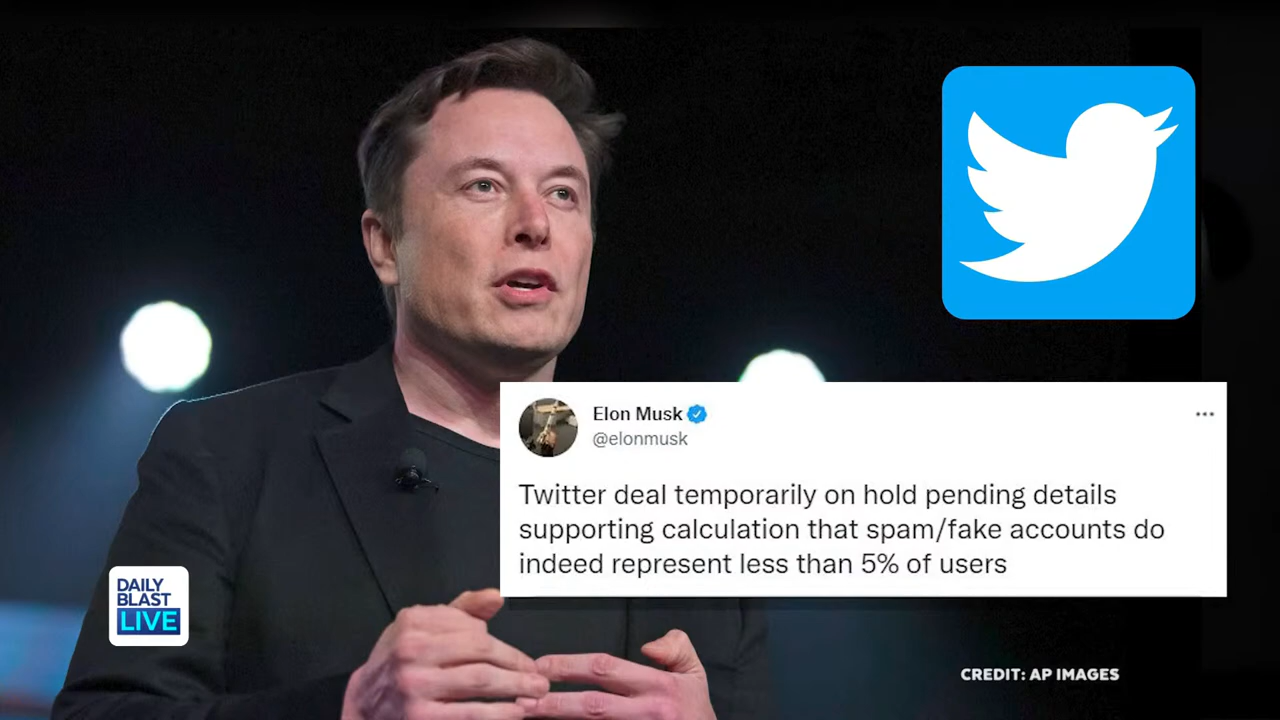 Elon Musk
@elonmusk
Twitter deal temporarily on hold pending details
supporting calculation that spam/fake accounts do
indeed represent less than 5% of users
DAILY
BLAST
LIVE
CREDIT: AP IMAGES